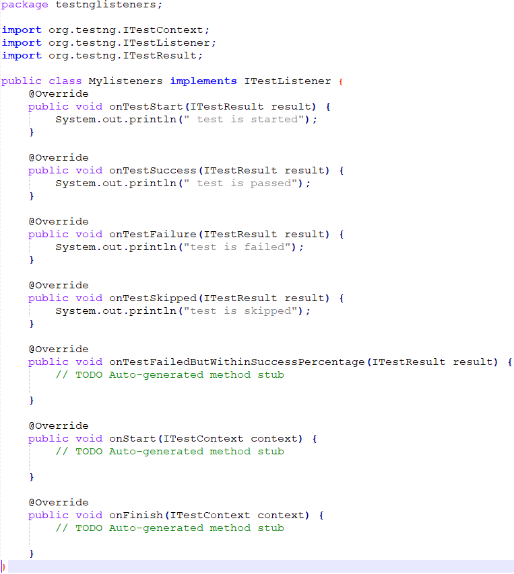 package testnglisteners;
import org.testng.ITestContext;
import org.testng.ITestListener;
import org.testng.ITestResult;
public class Mylisteners implements ITestListener {
@Override
public void onTestStart(ITestResult result) {
System.out.println(" test is started");
}
@Override
public void onTestSuccess(ITestResult result) {
System.out.println(" test is passed");
}
@Override
public void onTestFailure(ITestResult result) {
System.out.println("test is failed");
}
@Override
public void onTestSkipped(ITestResult result) {
System.out.println("test is skipped");
}
@Override
public void onTestFailedButWithinSuccessPercentage(ITestResult result) {
// TODO Auto-generated method stub
}
@Override
public void onStart(ITestContext context) {
// TODO Auto-generated method stub
}
@Override
public void onFinish(ITestContext context) {
// TODO Auto-generated method stub
}
}